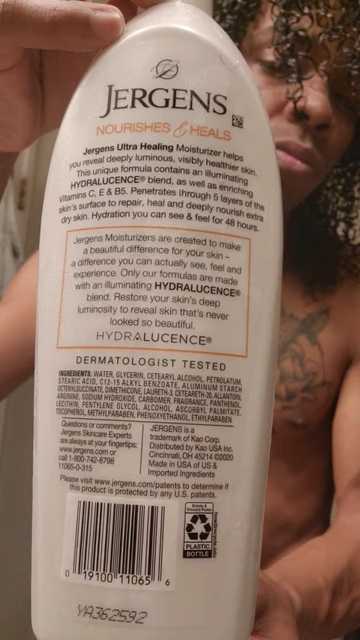 JERGENS
NOURISHES & HEALS
Jergens Ultra Healing Moisturizer helps
you reveal deeply luminous, visibly healthier skin.
This unique formula contains an illuminating
HYDRALUCENCE® blend, as well as enriching
Vitamins C, E & B5. Penetrates through 5 layers of the
skin's surface to repair, heal and deeply nourish extra
dry skin. Hydration you can see & feel for 48 hours.
Jergens Moisturizers are created to make
a beautiful difference for your skin –
a difference you can actually see, feel and
experience. Only our formulas are made
with an illuminating HYDRALUCENCE®
blend. Restore your skin's deep
luminosity to reveal skin that's never
looked so beautiful.
HYDRALUCENCE®
DERMATOLOGIST TESTED
INGREDIENTS: WATER, GLYCERIN, CETEARYL ALCOHOL, PETROLATUM,
STEARIC ACID, C12-15 ALKYL BENZOATE, ALUMINUM STARCH
OCTENYLSUCCINATE, DIMETHICONE, LAURETH-3, CETEARETH-20, ALLANTOIN,
ARGININE, SODIUM HYDROXIDE, CARBOMER, FRAGRANCE, PANTHENOL,
LECITHIN, PENTYLENE GLYCOL, ALCOHOL, ASCORBYL PALMITATE,
TOCOPHEROL, METHYLPARABEN, PHENOXYETHANOL, ETHYLPARABEN.
Questions or comments?
Jergens Skincare Experts
are always at your fingertips:
www.jergens.com or
call 1-800-742-8798
11065-0-315
JERGENS is a
trademark of Kao Corp.
Distributed by Kao USA Inc.
Cincinnati, OH 45214 ©2020
Made in USA of US &
Imported Ingredients
Please visit www.jergens.com/patents to determine if
this product is protected by any U.S. patents.
0 19100 11065 6
PLASTIC
BOTTLE
YA362592